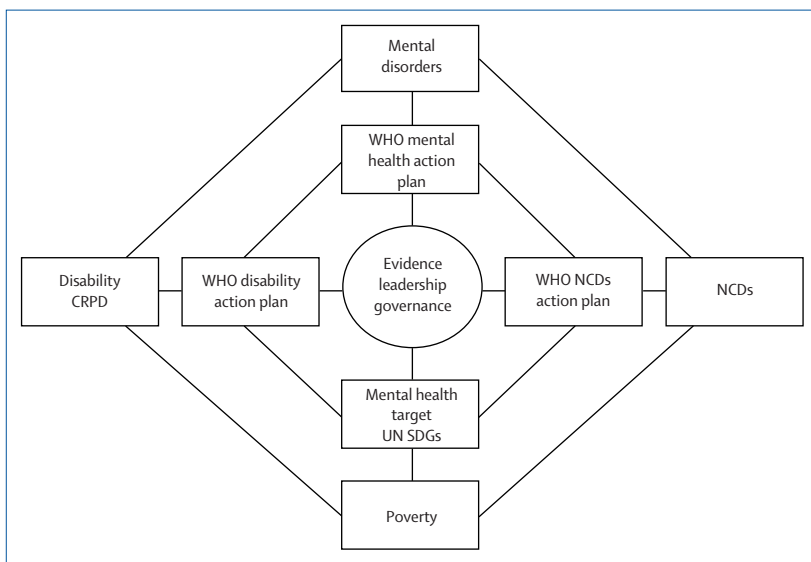 Mental
disorders
WHO mental
health action
plan
Disability
CRPD
WHO disability
action plan
Evidence
leadership
governance
WHO NCDs
action plan
NCDs
Mental health
target
UN SDGs
Poverty